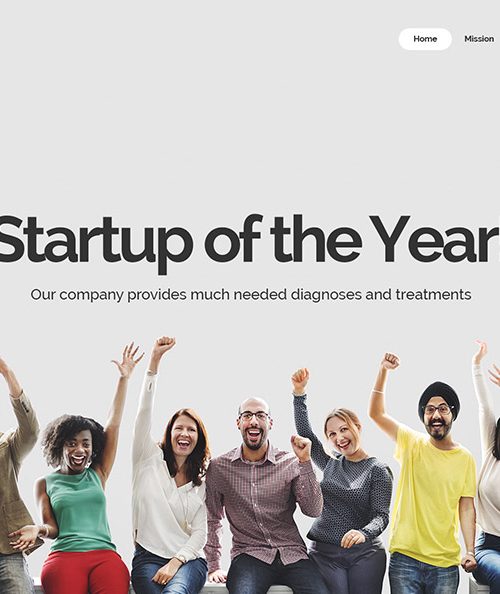 Home Mission
Startup of the Year
Our company provides much needed diagnoses and treatments